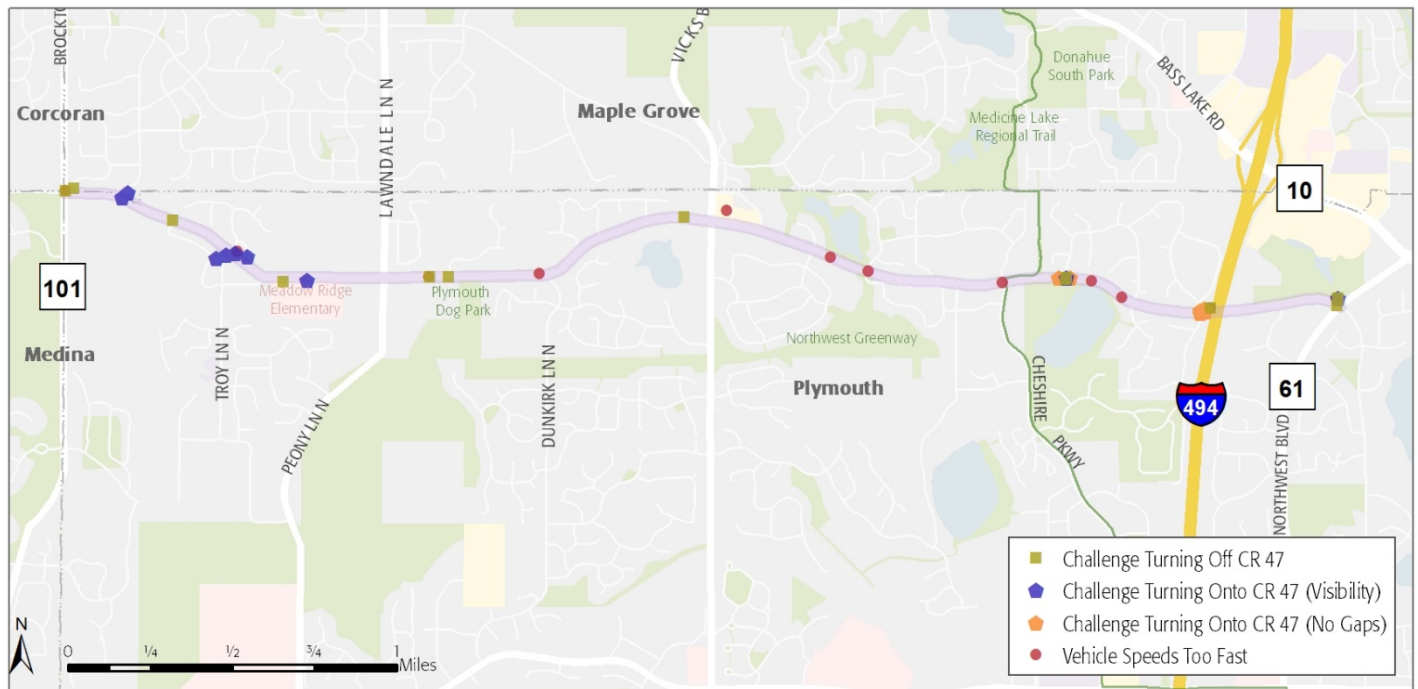 BROCKTO
VICKS B
Corcoran
LAWNDALE LN N
Maple Grove
Donahue
South Park
BASS LAKE RD
Medicine Lake
Regional Trail
10
101
Meadow Ridge
Elementary
Plymouth
Dog Park
Northwest Greenway
Medina
TROY LN N
PEONY LN N
DUNKIRK LN N
Plymouth
CHESHIRE
PKWY
494
61
NORTHWEST BLVD
Challenge Turning Off CR 47
Challenge Turning Onto CR 47 (Visibility)
Challenge Turning Onto CR 47 (No Gaps)
Vehicle Speeds Too Fast
N
0 1/4 1/2 3/4 1
Miles